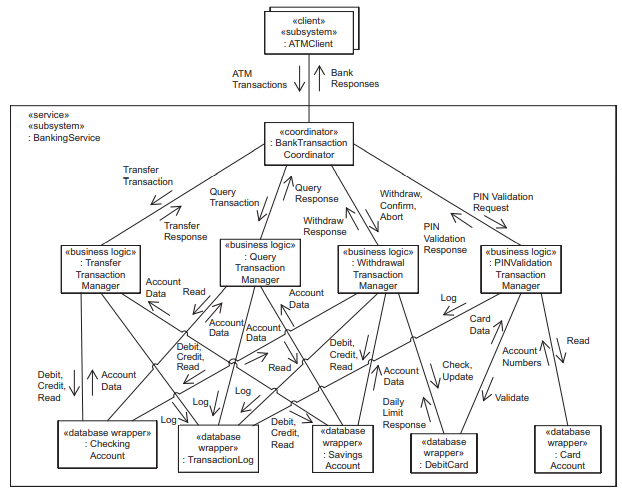 «client»
«subsystem»
: ATMClient
ATM
Transactions
Bank
Responses
«service»
«subsystem»
: BankingService
«coordinator»
: BankTransaction
Coordinator
Transfer
Transaction
Transfer
Response
Query
Transaction
Query
Response
Withdraw
Response
Withdraw,
Confirm,
Abort
PIN
Validation
Response
PIN Validation
Request
«business logic»
: Transfer
Transaction
Manager
«business logic»
: Query
Transaction
Manager
«business logic»
: Withdrawal
Transaction
Manager
«business logic»
: PINValidation
Transaction
Manager
Account
Data
Read
Account
Data
Account
Data
Account
Data
Log
Card
Data
Debit,
Credit,
Read
Account
Data
Debit,
Credit,
Read
Read
Debit,
Credit,
Read
Account
Data
Check,
Update
Account
Numbers
Read
Log
Log
Log
Debit,
Credit,
Read
Daily
Limit
Response
Validate
«database wrapper»
: Checking
Account
«database
wrapper»
: TransactionLog
«database
wrapper»
: Savings
Account
«database
wrapper»
: DebitCard
«database
wrapper»
: Card
Account